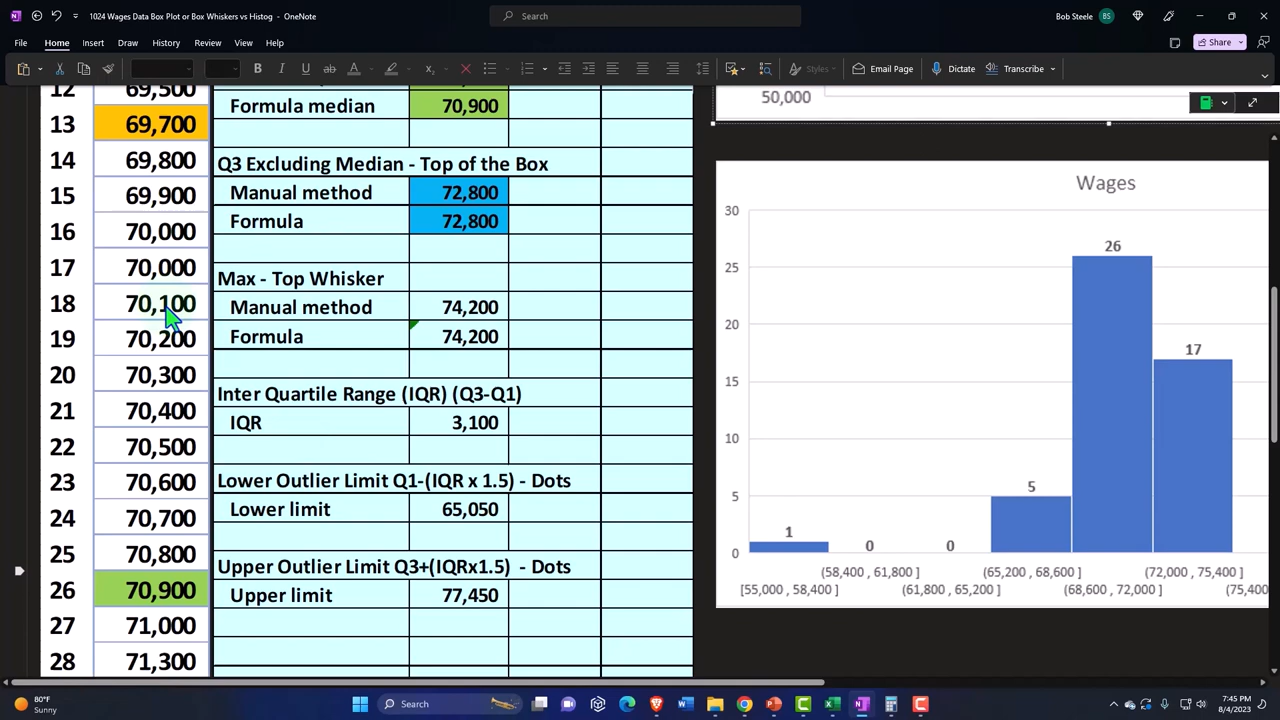 1024 Wages Data Box Plot or Box Whiskers vs Histog - OneNote
Search
Bob Steele BS
File Home Insert Draw History Review View Help
Share
B I U ab A
Styles
Email Page
Dictate
Transcribe
12 69,500
Formula median 70,900
50,000
13 69,700
14 69,800
Q3 Excluding Median - Top of the Box
15 69,900
Manual method 72,800
16 70,000
Formula 72,800
17 70,000
Max - Top Whisker
18 70,100
Manual method 74,200
19 70,200
Formula 74,200
20 70,300
Inter Quartile Range (IQR) (Q3-Q1)
21 70,400
IQR 3,100
22 70,500
23 70,600
Lower Outlier Limit Q1-(IQR x 1.5) - Dots
24 70,700
Lower limit 65,050
25 70,800
Upper Outlier Limit Q3+(IQRx1.5) - Dots
26 70,900
Upper limit 77,450
27 71,000
28 71,300
Wages
30
25
20
15
10
5
0
1
0
0
5
26
17
(58,400 , 61,800 ] (65,200 , 68,600 ] (72,000 , 75,400 ]
[55,000 , 58,400 ] (61,800 , 65,200 ] (68,600 , 72,000 ] (75,400
80°F
Sunny
Search
7:45 PM
8/4/2023